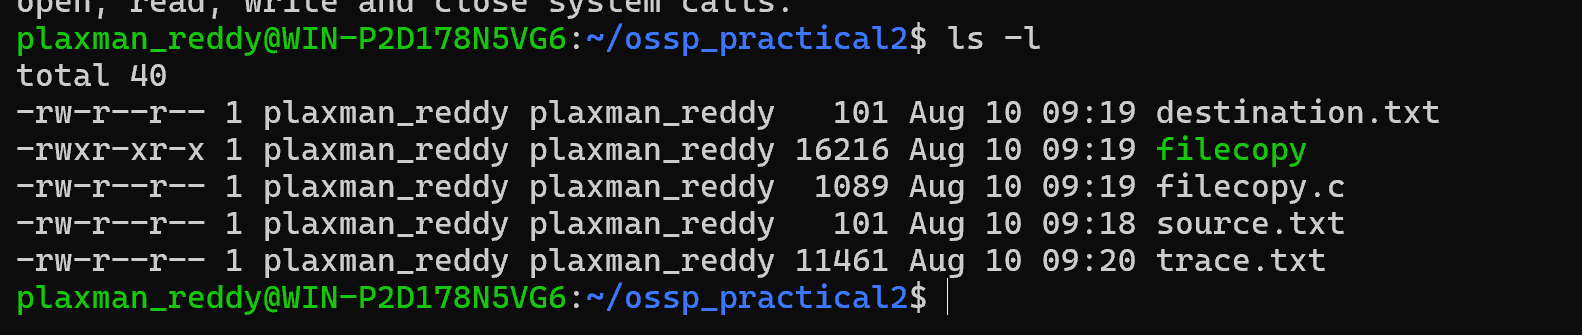 open, read, write and close system calls.
plaxman_reddy@WIN-P2D178N5VG6:~/ossp_practical2$ ls -l
total 40
-rw-r--r-- 1 plaxman_reddy plaxman_reddy   101 Aug 10 09:19 destination.txt
-rwxr-xr-x 1 plaxman_reddy plaxman_reddy 16216 Aug 10 09:19 filecopy
-rw-r--r-- 1 plaxman_reddy plaxman_reddy  1089 Aug 10 09:19 filecopy.c
-rw-r--r-- 1 plaxman_reddy plaxman_reddy   101 Aug 10 09:18 source.txt
-rw-r--r-- 1 plaxman_reddy plaxman_reddy 11461 Aug 10 09:20 trace.txt
plaxman_reddy@WIN-P2D178N5VG6:~/ossp_practical2$